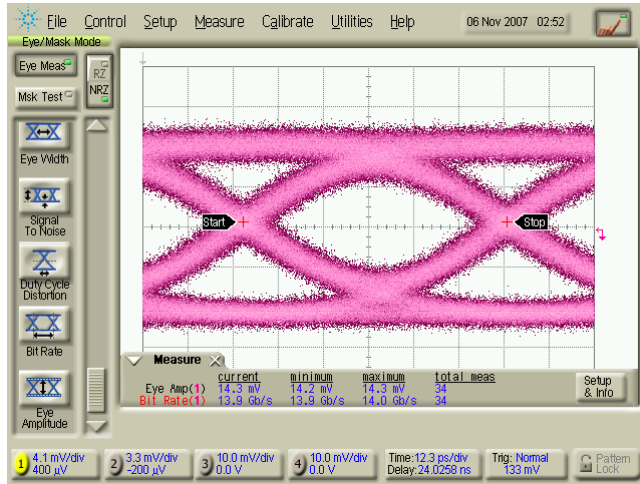 File Control Setup Measure Calibrate Utilities Help 06 Nov 2007 02:52
Eye/Mask Mode
Eye Meas
RZ
NRZ
Msk Test
Eye Width
Signal
To Noise
Duty Cycle
Distortion
Bit Rate
Eye
Amplitude
Start
Stop
Measure
current minimum maximum total meas
Eye Amp(1) 14.3 mV 14.2 mV 14.3 mV 34
Bit Rate(1) 13.9 Gb/s 13.9 Gb/s 14.0 Gb/s 34
Setup
& Info
1 4.1 mV/div
400 µV
2 3.3 mV/div
-200 µV
3 10.0 mV/div
0.0 V
4 10.0 mV/div
0.0 V
Time:12.3 ps/div
Delay:24.0258 ns
Trig: Normal
133 mV
Pattern
Lock